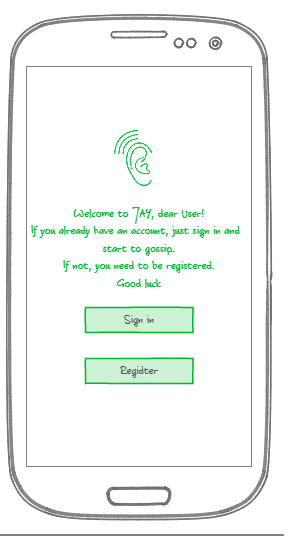 Welcome to 7AY, dear User!
If you already have an account, just sign in and
start to gossip.
If not, you need to be registered.
Good luck
Sign in
Regidter